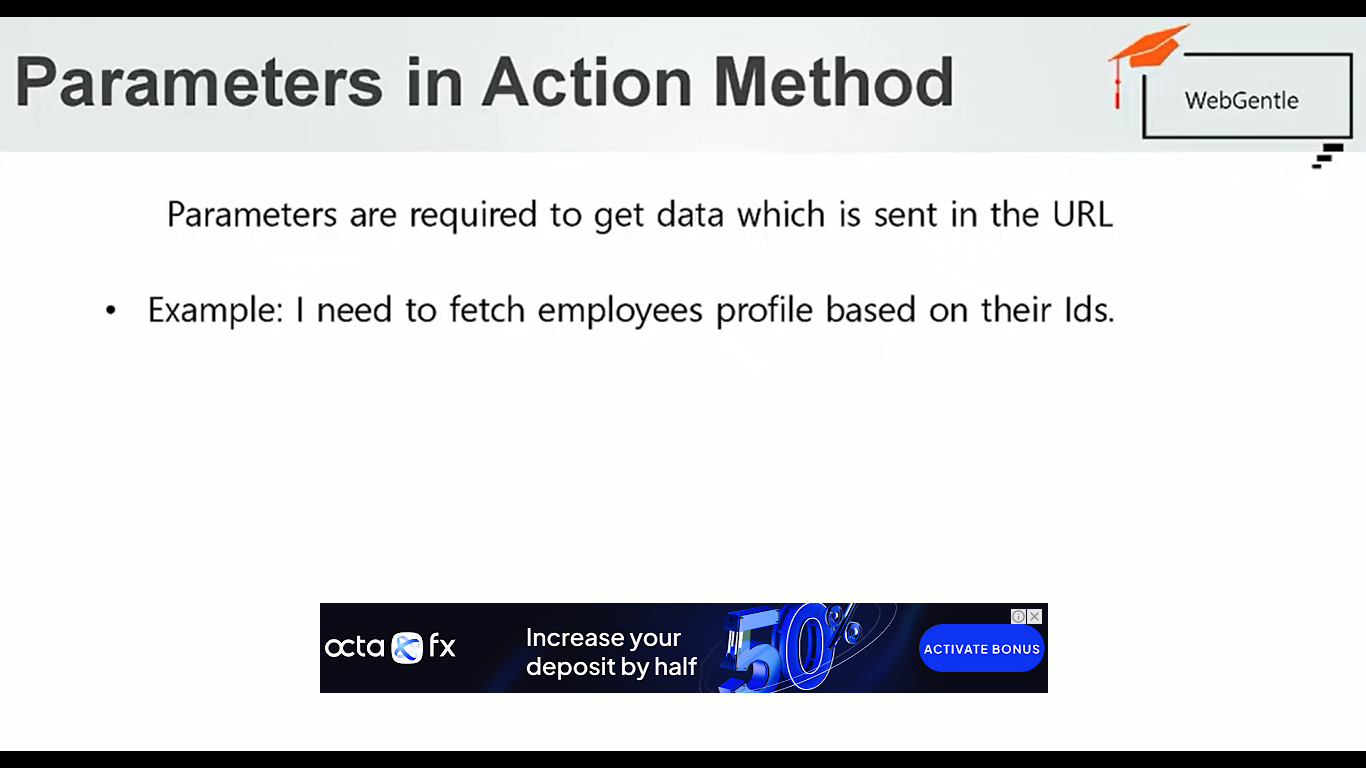 Parameters in Action Method
WebGentle
Parameters are required to get data which is sent in the URL
• Example: I need to fetch employees profile based on their Ids.
octa fx
Increase your
deposit by half
50%
ACTIVATE BONUS